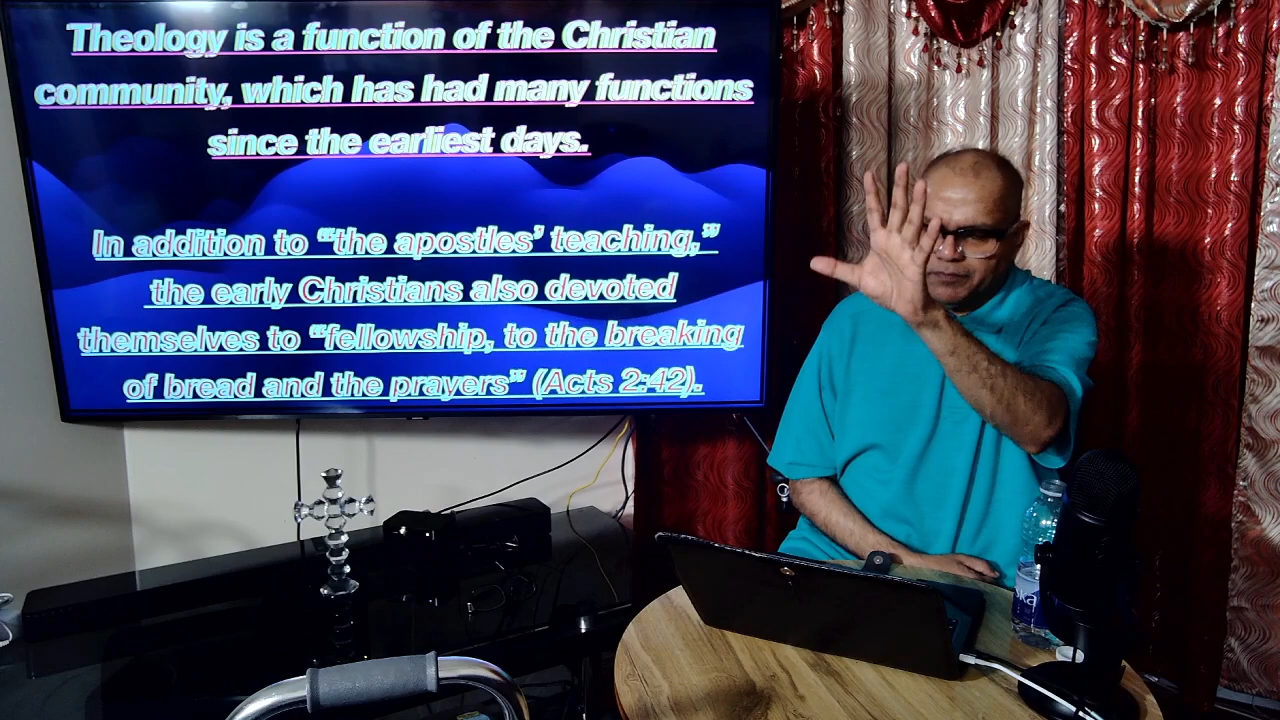 Theology is a function of the Christian
community, which has had many functions
since the earliest days.
In addition to “the apostles’ teaching,”
the early Christians also devoted
themselves to “fellowship, to the breaking
of bread and the prayers” (Acts 2:42).